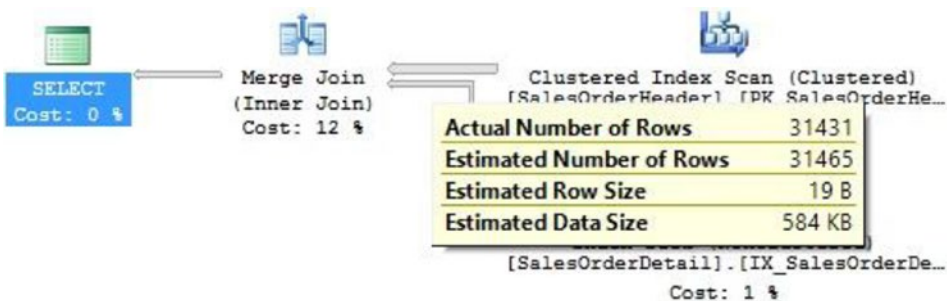 SELECT
Cost: 0 %
Merge Join
(Inner Join)
Cost: 12 %
Clustered Index Scan (Clustered)
[SalesOrderHeader].[PK_SalesOrderHe…
Actual Number of Rows 31431
Estimated Number of Rows 31465
Estimated Row Size 19 B
Estimated Data Size 584 KB
[SalesOrderDetail].[IX_SalesOrderDe…
Cost: 1 %